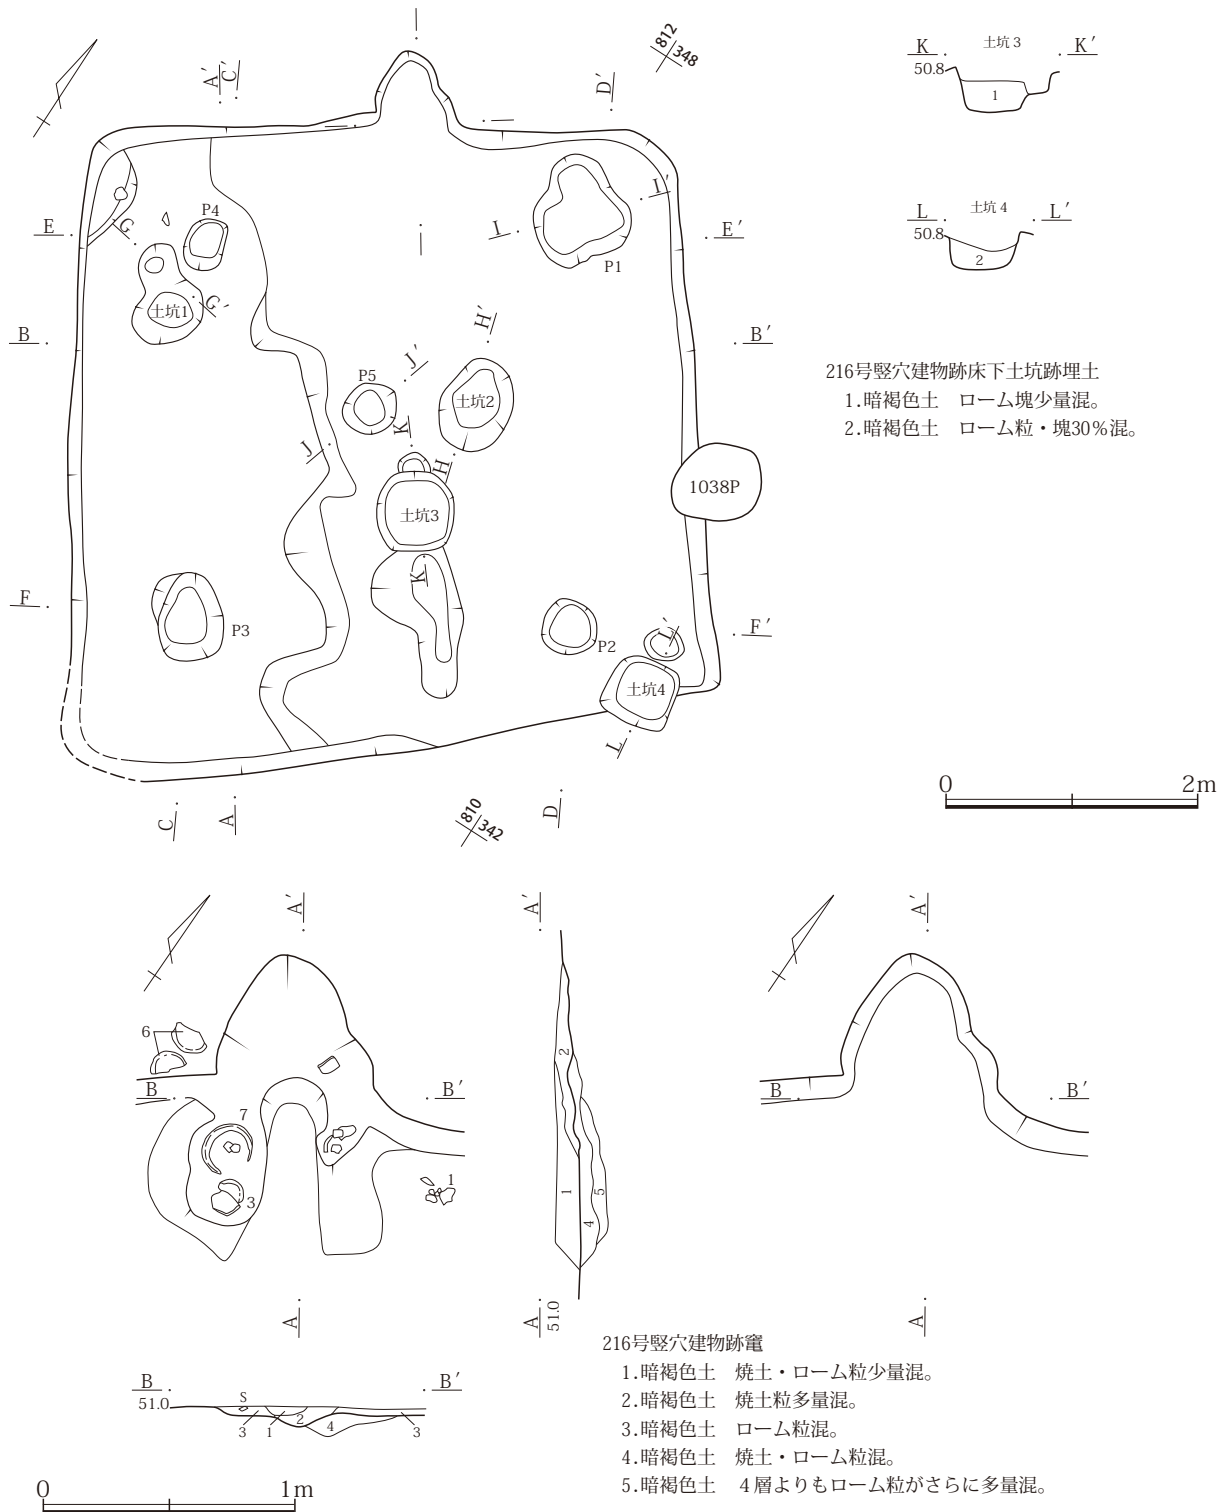 812
348
A′
C′
D′
K 土坑 3 K′
50.8
1
L 土坑 4 L′
50.8
2
I I′
E E′
G P4
P1
土坑1 G′
B B′
H′
J′
P5
土坑2
K
J H
1038P
土坑3
K′
F F′
P3
P2
L′
土坑4
L
216号竪穴建物跡床下土坑跡埋土
1.暗褐色土　ローム塊少量混。
2.暗褐色土　ローム粒・塊30％混。
0 2m
C A D
810
342
A′ A′ A′
6
B B′
7
3
1
2
1
5
4
B B′
A
A
51.0
A
216号竪穴建物跡竃
1.暗褐色土　焼土・ローム粒少量混。
2.暗褐色土　焼土粒多量混。
3.暗褐色土　ローム粒混。
4.暗褐色土　焼土・ローム粒混。
5.暗褐色土　４層よりもローム粒がさらに多量混。
B B′
51.0
S
3 1 2 4 3
0 1m